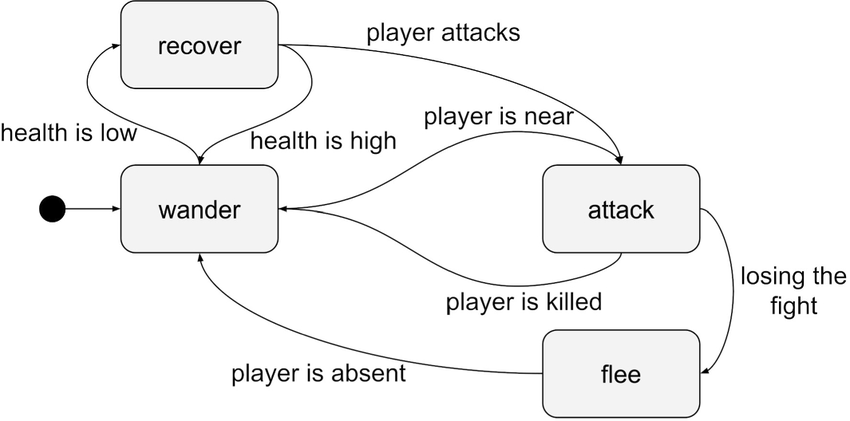 recover
player attacks
player is near
health is low
health is high
wander
attack
losing the
fight
player is killed
player is absent
flee